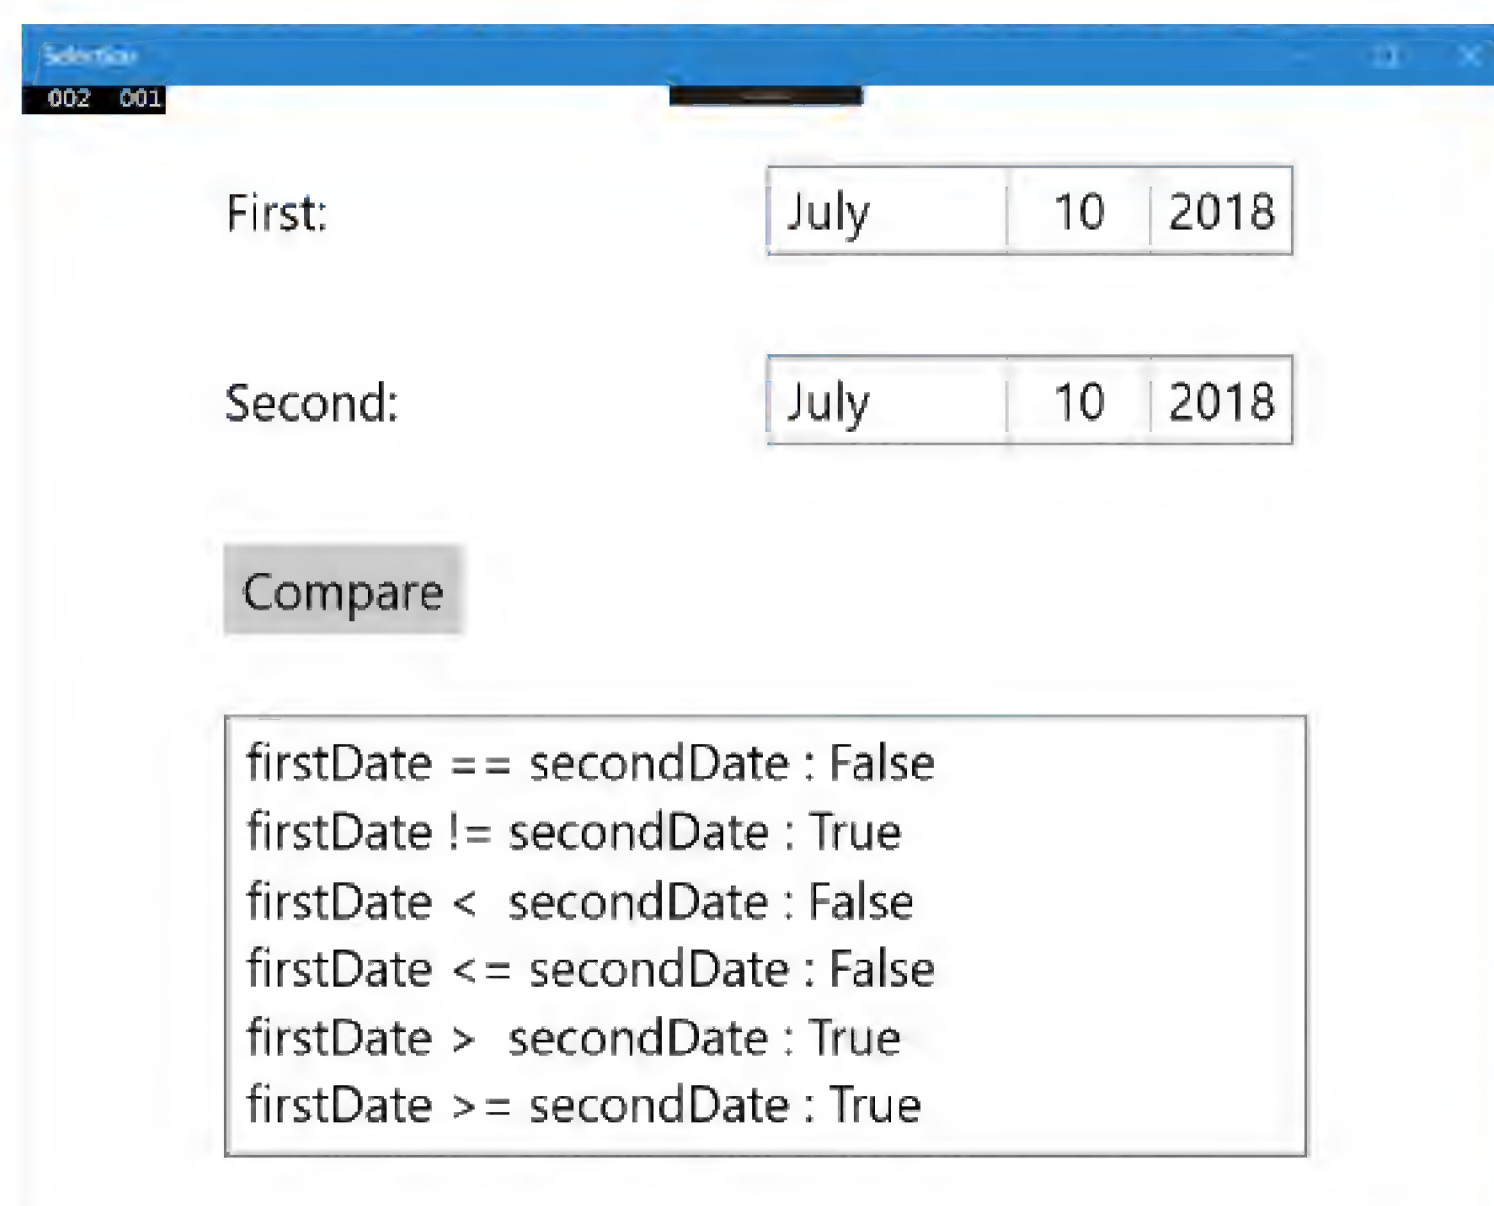 Selection
002 001
First: July 10 2018
Second: July 10 2018
Compare
firstDate == secondDate : False
firstDate != secondDate : True
firstDate < secondDate : False
firstDate <= secondDate : False
firstDate > secondDate : True
firstDate >= secondDate : True